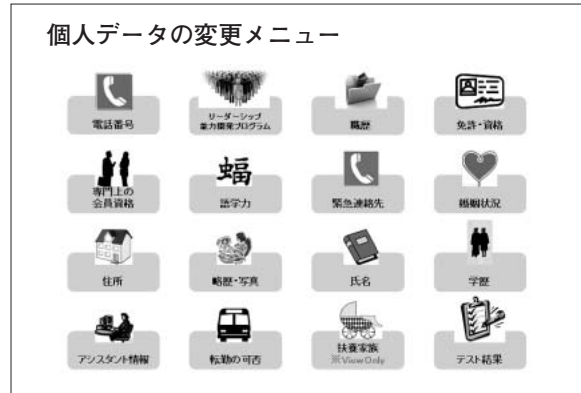 個人データの変更メニュー
電話番号
リーダーシップ
能力開発プログラム
職歴
免許・資格
専門上の
会員資格
蝠
語学力
緊急連絡先
婚姻状況
住所
略歴・写真
氏名
学歴
アシスタント情報
転勤の可否
扶養家族
※View Only
テスト結果